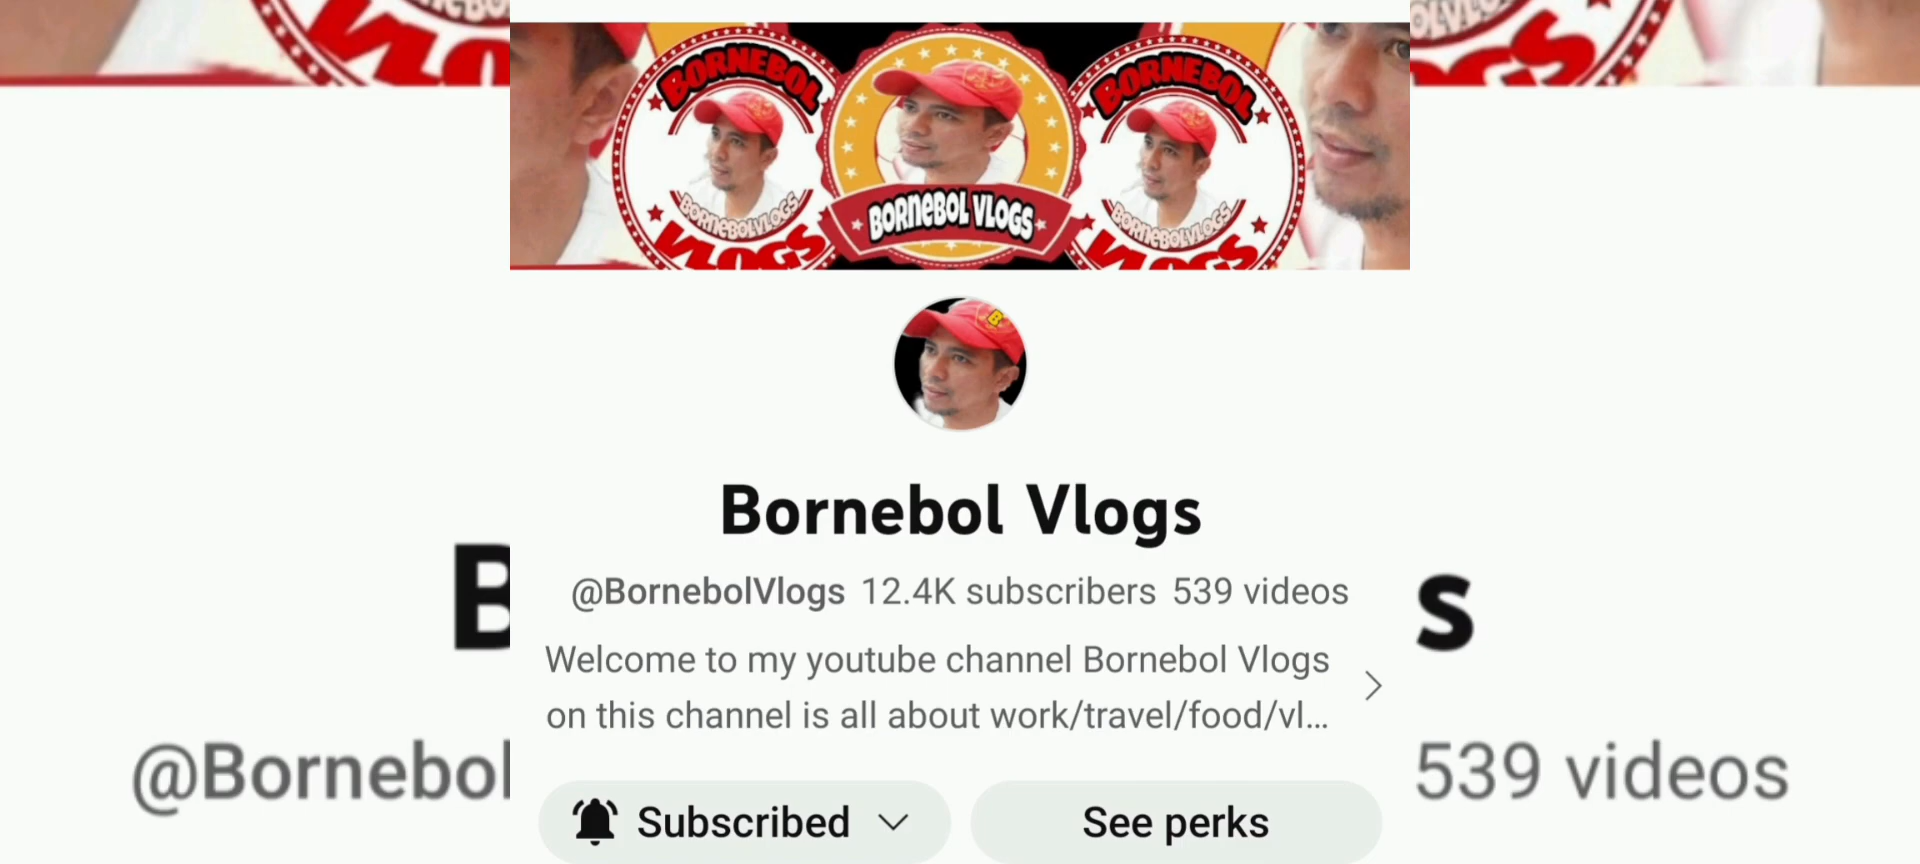 BORNEBOL
BORNEBOLVLOGS
VLOGS
BORNEBOL VLOGS
BORNEBOL
BORNEBOLVLOGS
VLOGS
B
Bornebol Vlogs
@BornebolVlogs 12.4K subscribers 539 videos
Welcome to my youtube channel Bornebol Vlogs
on this channel is all about work/travel/food/vl...
Subscribed
See perks
B
s
@Bornebol
539 videos